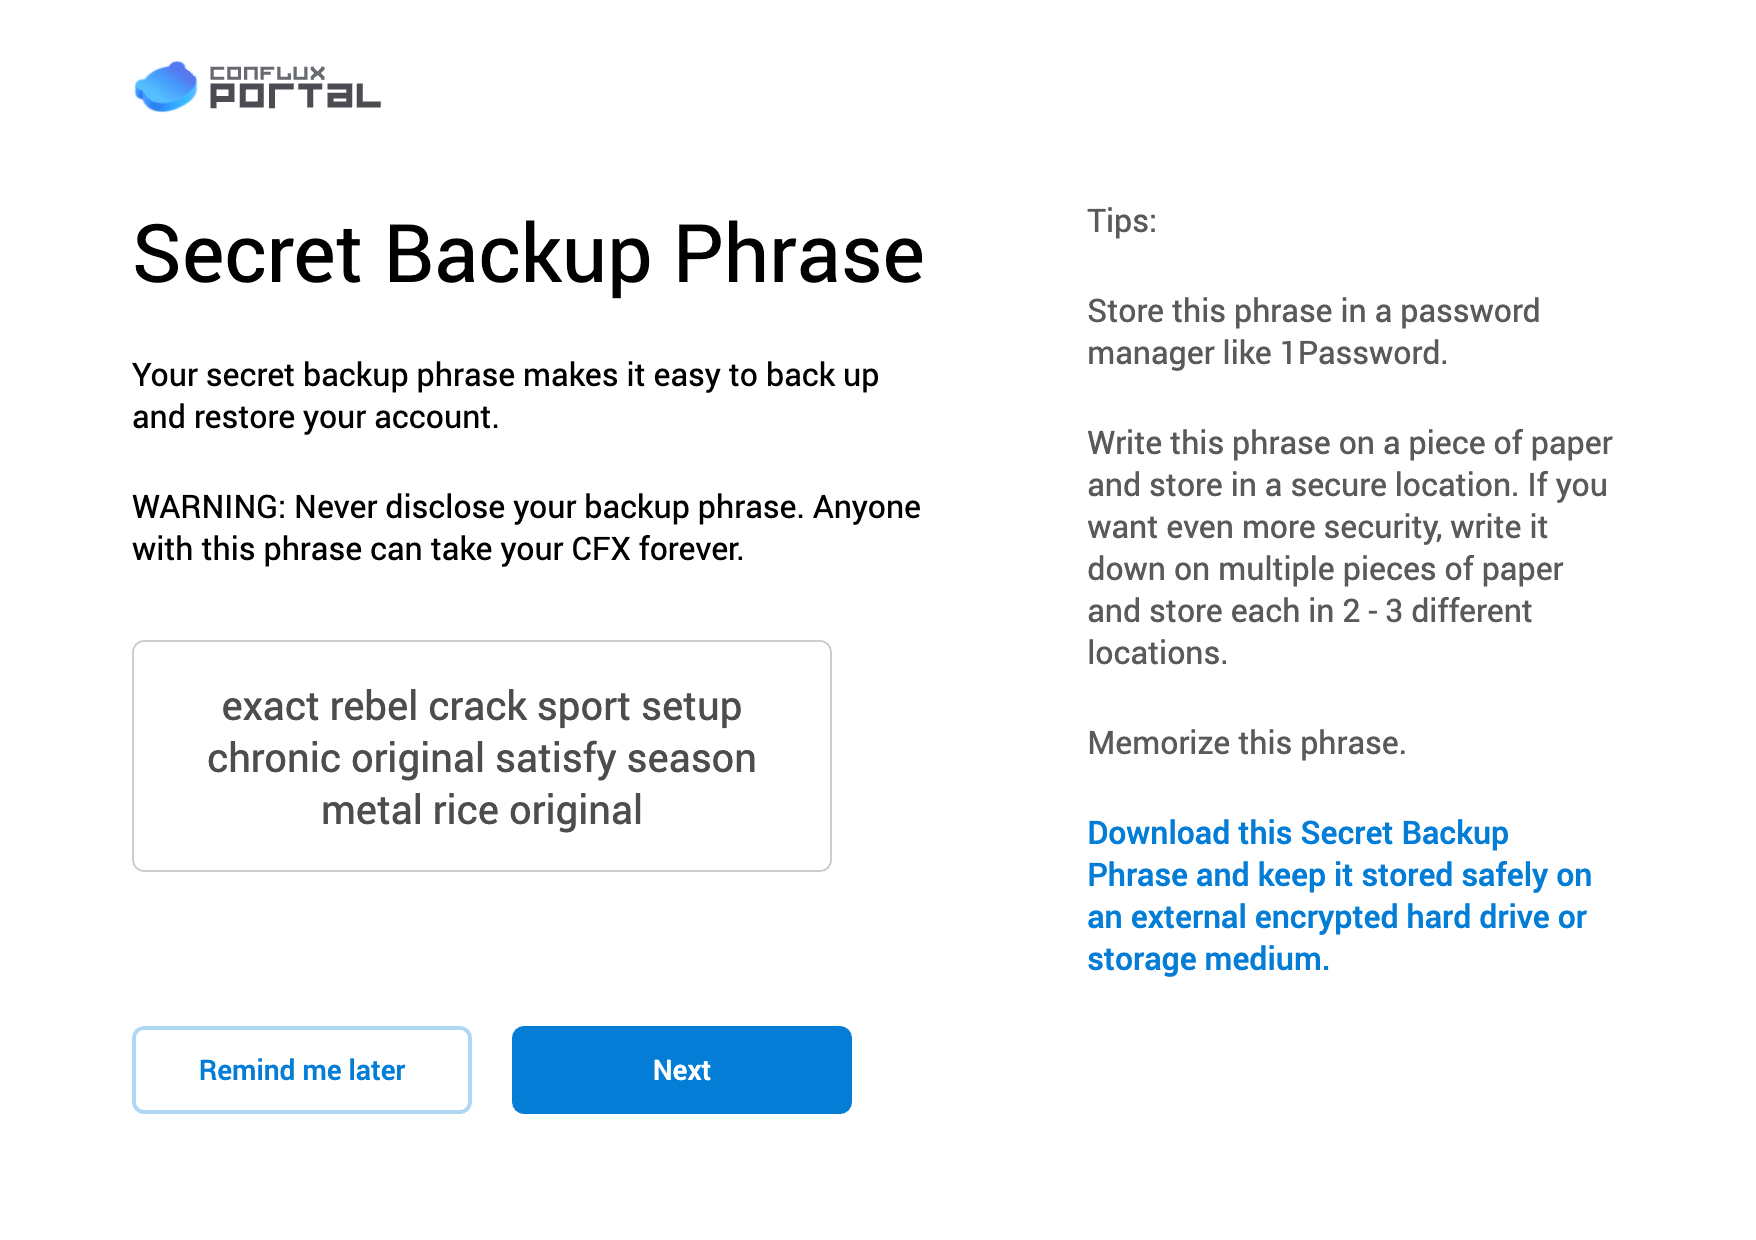 CONFLUX
PORTAL
Secret Backup Phrase
Your secret backup phrase makes it easy to back up
and restore your account.
WARNING: Never disclose your backup phrase. Anyone
with this phrase can take your CFX forever.
exact rebel crack sport setup
chronic original satisfy season
metal rice original
Remind me later
Next
Tips:
Store this phrase in a password
manager like 1Password.
Write this phrase on a piece of paper
and store in a secure location. If you
want even more security, write it
down on multiple pieces of paper
and store each in 2 - 3 different
locations.
Memorize this phrase.
Download this Secret Backup
Phrase and keep it stored safely on
an external encrypted hard drive or
storage medium.